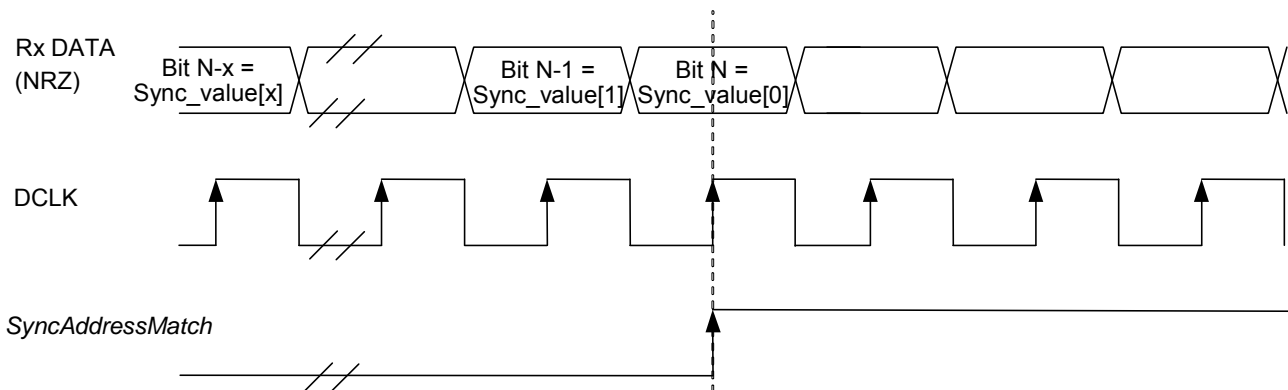 Rx DATA
(NRZ)
Bit N-x =
Sync_value[x]
Bit N-1 =
Sync_value[1]
Bit N =
Sync_value[0]
DCLK
SyncAddressMatch